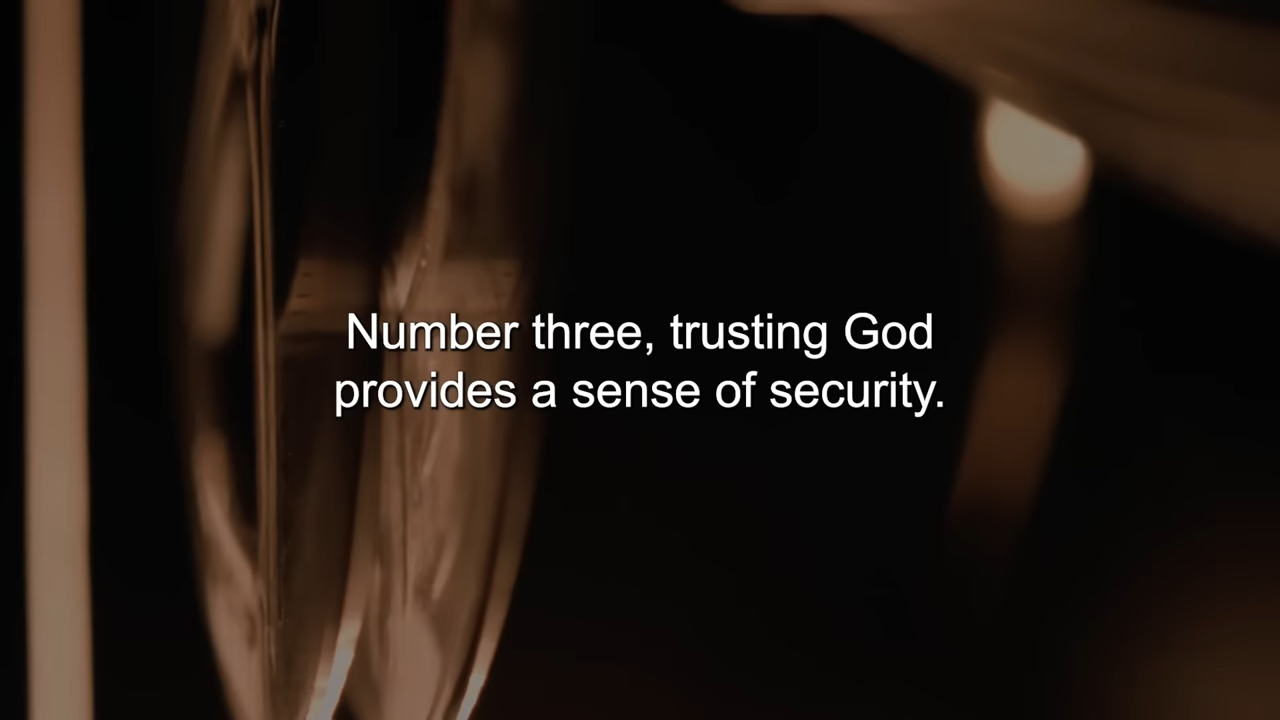 Number three, trusting God
provides a sense of security.